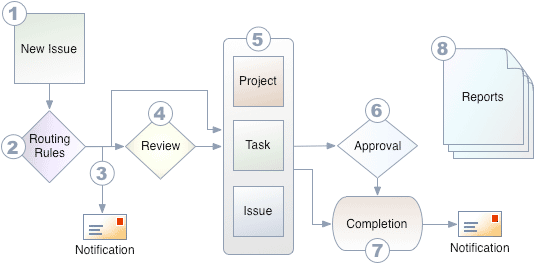 1
New Issue
2
Routing
Rules
3
Notification
4
Review
5
Project
Task
Issue
6
Approval
Completion
7
Notification
8
Reports